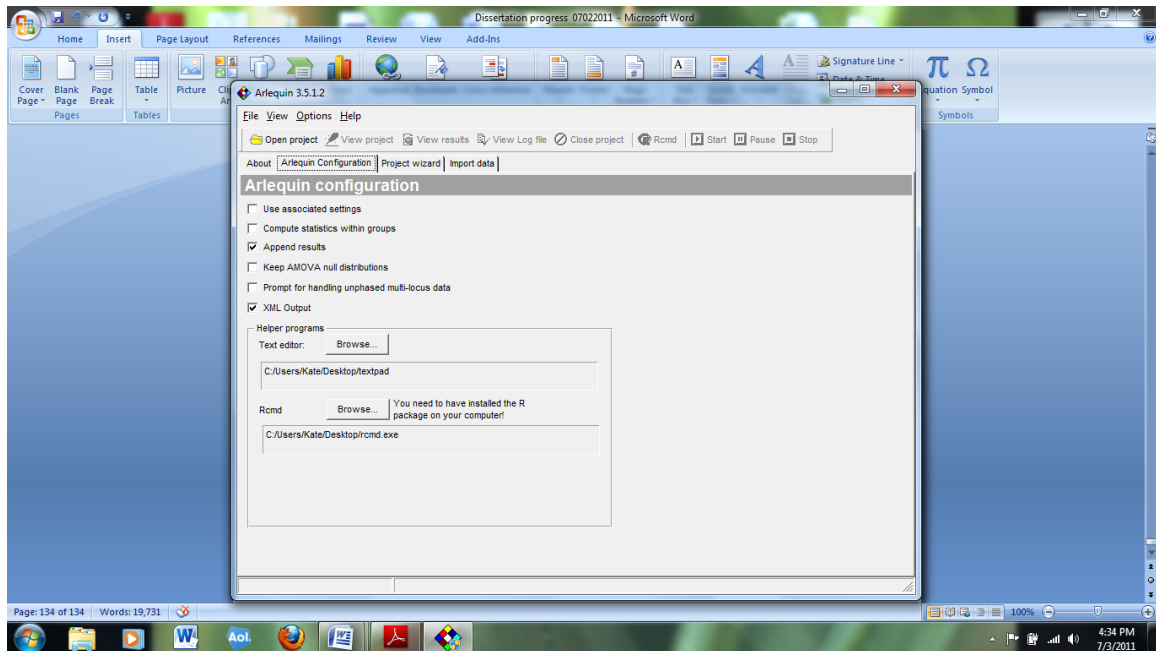 Dissertation progress 07022011 - Microsoft Word
Home Insert Page Layout References Mailings Review View Add-Ins
Cover Page
Blank Page
Page Break
Table
Picture
Signature Line
Symbol
Pages
Tables
Symbols
Arlequin 3.5.1.2
File View Options Help
Open project View project View results View Log file Close project Rcmd Start Pause Stop
About Arlequin Configuration Project wizard Import data
Arlequin configuration
Use associated settings
Compute statistics within groups
Append results
Keep AMOVA null distributions
Prompt for handling unphased multi-locus data
XML Output
Helper programs
Text editor: Browse...
C:/Users/Kate/Desktop/textpad
Rcmd Browse... You need to have installed the R
package on your computer!
C:/Users/Kate/Desktop/rcmd.exe
Page: 134 of 134 Words: 19,731
100%
Aol.
4:34 PM
7/3/2011